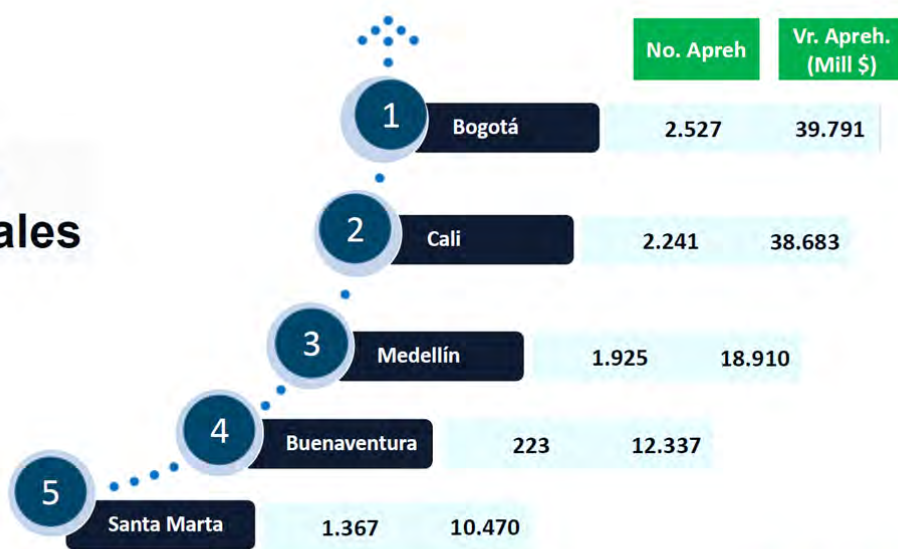 No. Apreh
Vr. Apreh.
(Mill $)
1 Bogotá 2.527 39.791
ales
2 Cali 2.241 38.683
3 Medellín 1.925 18.910
4 Buenaventura 223 12.337
5 Santa Marta 1.367 10.470